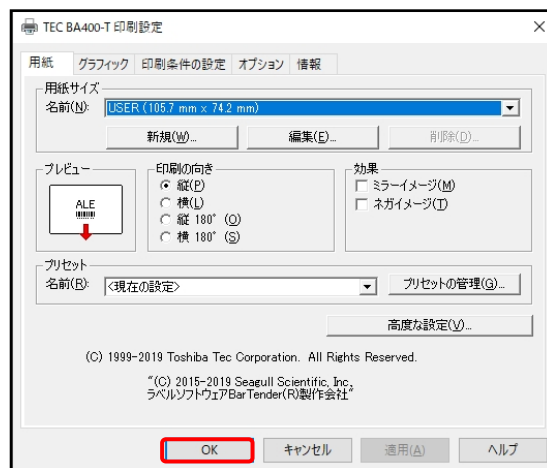 TEC BA400-T 印刷設定
用紙 グラフィック 印刷条件の設定 オプション 情報
用紙サイズ
名前(N): USER (105.7 mm x 74.2 mm)
新規(W)... 編集(E)... 削除(D)...
プレビュー
ALE
印刷の向き
縦(P)
横(L)
縦 180° (O)
横 180° (S)
効果
ミラーイメージ(M)
ネガイメージ(T)
プリセット
名前(R): <現在の設定> プリセットの管理(G)...
高度な設定(V)...
(C) 1999-2019 Toshiba Tec Corporation. All Rights Reserved.
"(C) 2015-2019 Seagull Scientific, Inc.,
ラベルソフトウェアBarTender(R)製作会社"
OK キャンセル 適用(A) ヘルプ